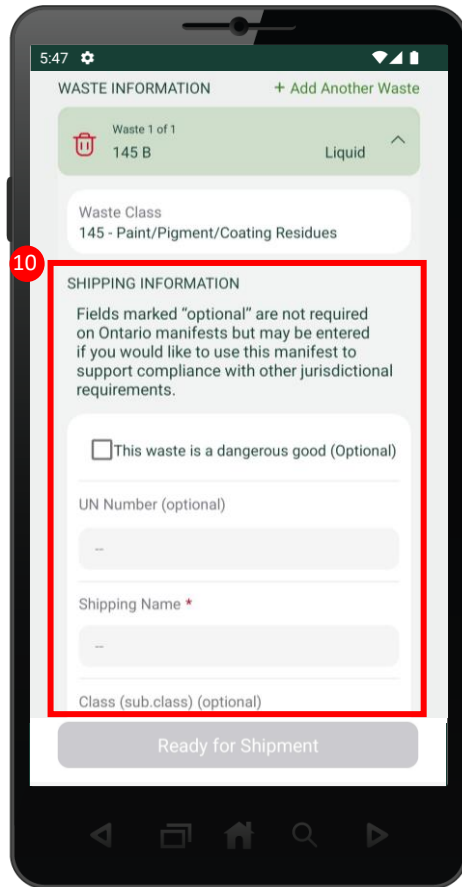 5:47
WASTE INFORMATION + Add Another Waste
Waste 1 of 1
145 B Liquid
Waste Class
145 - Paint/Pigment/Coating Residues
10
SHIPPING INFORMATION
Fields marked “optional” are not required
on Ontario manifests but may be entered
if you would like to use this manifest to
support compliance with other jurisdictional
requirements.
This waste is a dangerous good (Optional)
UN Number (optional)
--
Shipping Name *
--
Class (sub.class) (optional)
Ready for Shipment